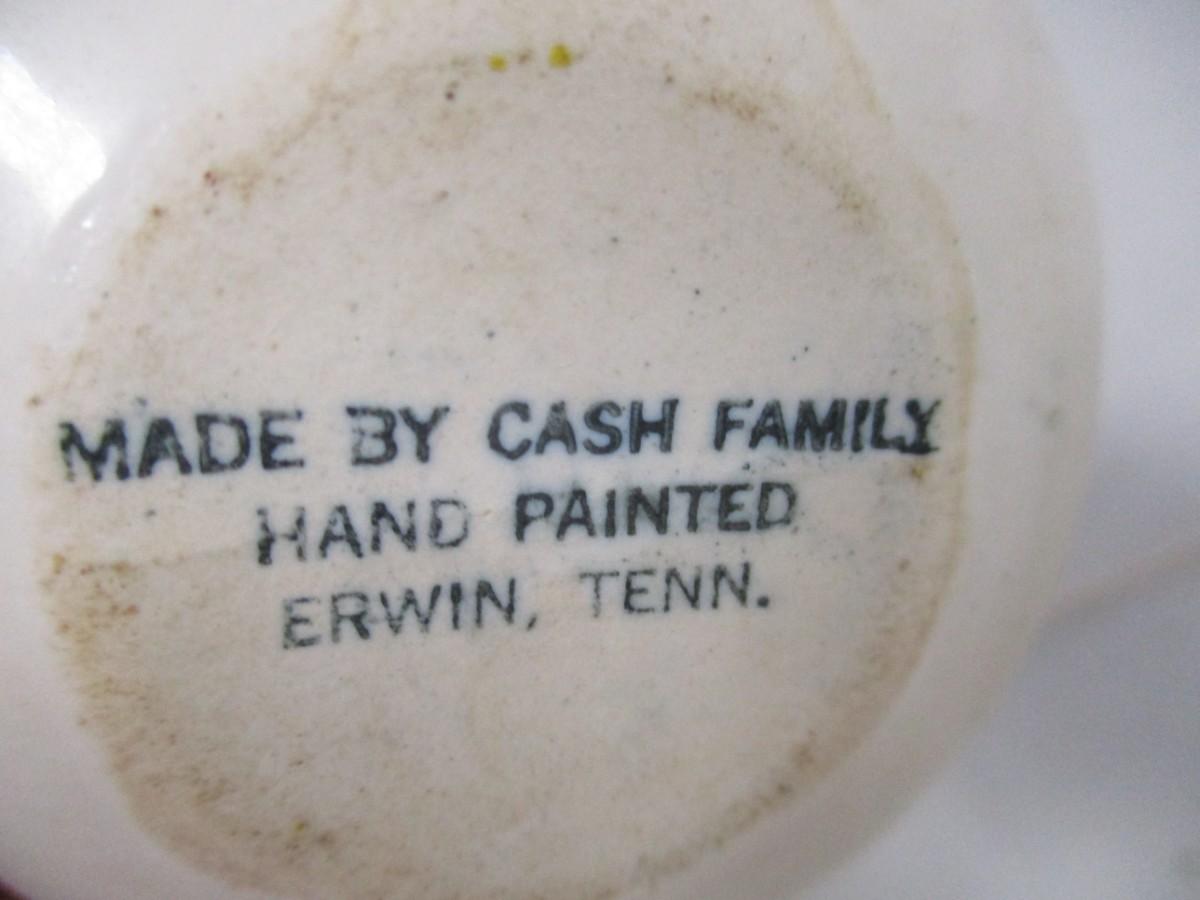 MADE BY CASH FAMILY
HAND PAINTED
ERWIN, TENN.